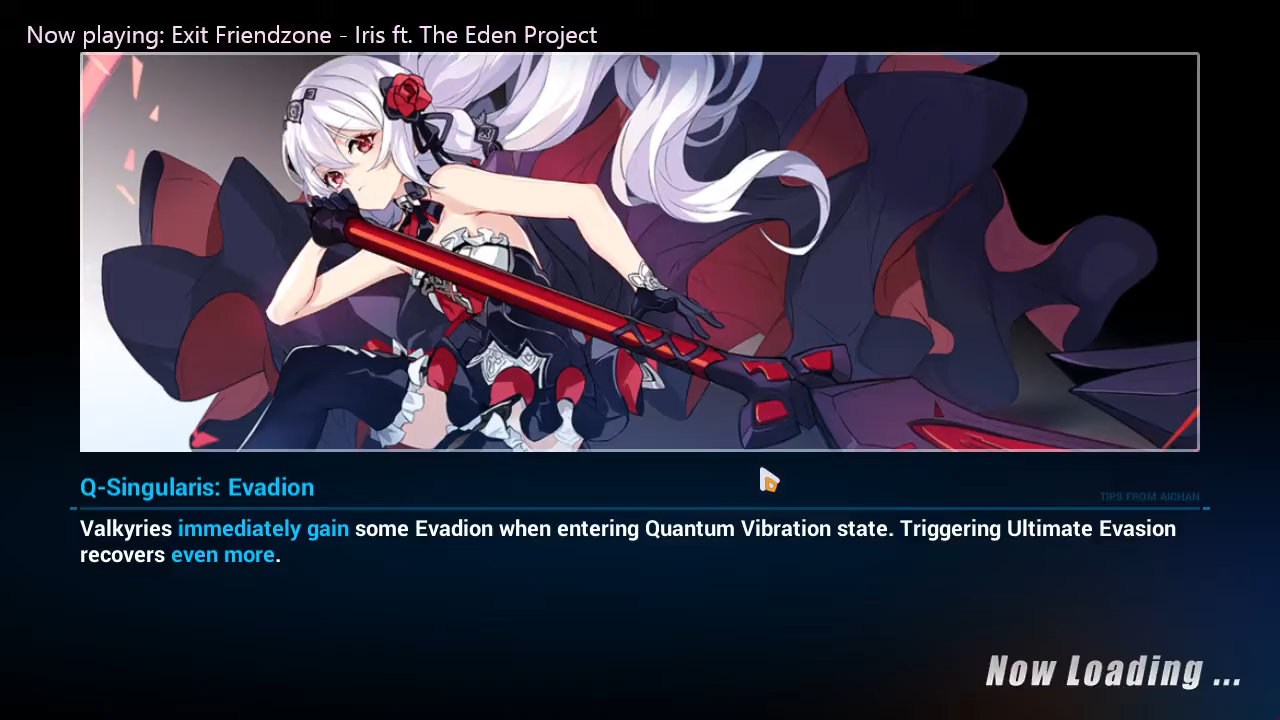 Now playing: Exit Friendzone - Iris ft. The Eden Project
Q-Singularis: Evadion
TIPS FROM AICHAN
Valkyries immediately gain some Evadion when entering Quantum Vibration state. Triggering Ultimate Evasion
recovers even more.
Now Loading ...